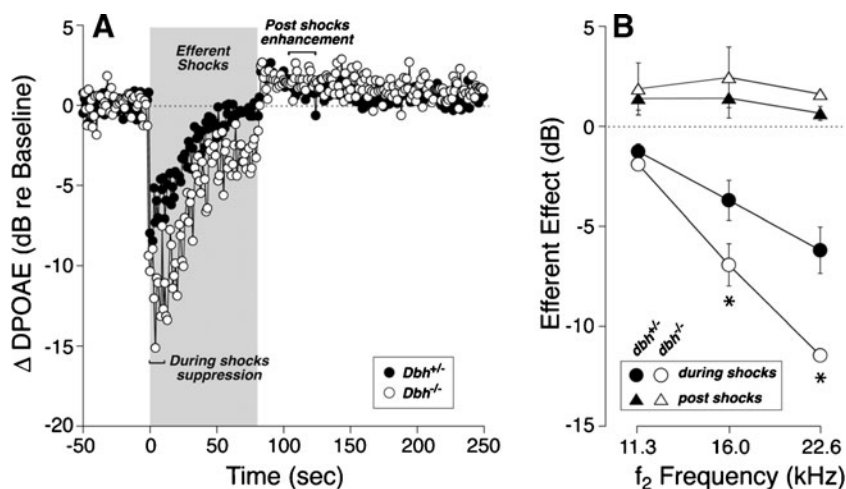 A
B
Efferent
Shocks
Post shocks
enhancement
During shocks
suppression
Dbh+/-
Dbh-/-
5
0
-5
-10
-15
-20
Δ DPOAE (dB re Baseline)
-50
0
50
100
150
200
250
Time (sec)
5
0
-5
-10
-15
Efferent Effect (dB)
*
*
dbh+/-
dbh-/-
during shocks
post shocks
11.3
16.0
22.6
f2 Frequency (kHz)